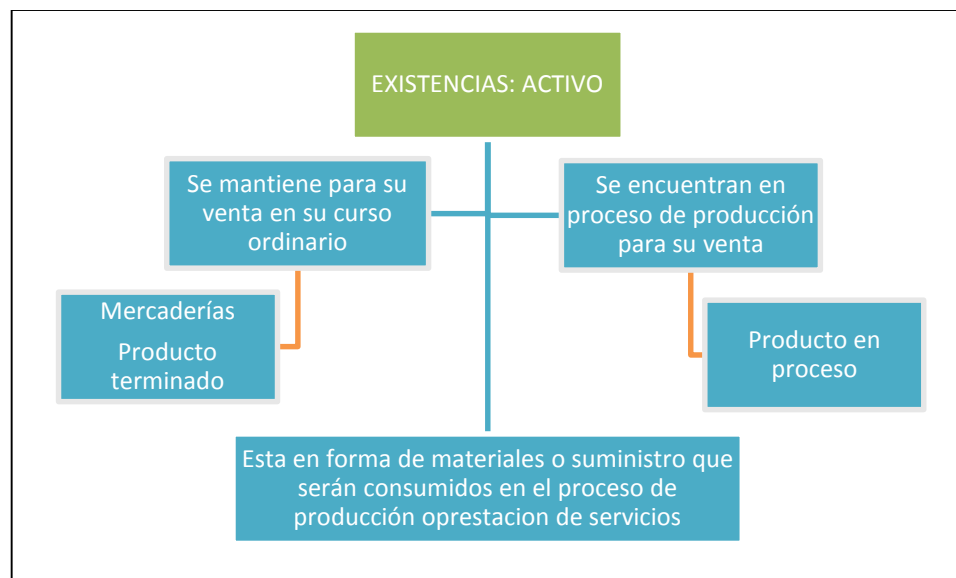 EXISTENCIAS: ACTIVO
Se mantiene para su
venta en su curso
ordinario
Se encuentran en
proceso de producción
para su venta
Mercaderías
Producto
terminado
Producto en
proceso
Esta en forma de materiales o suministro que
serán consumidos en el proceso de
producción oprestacion de servicios